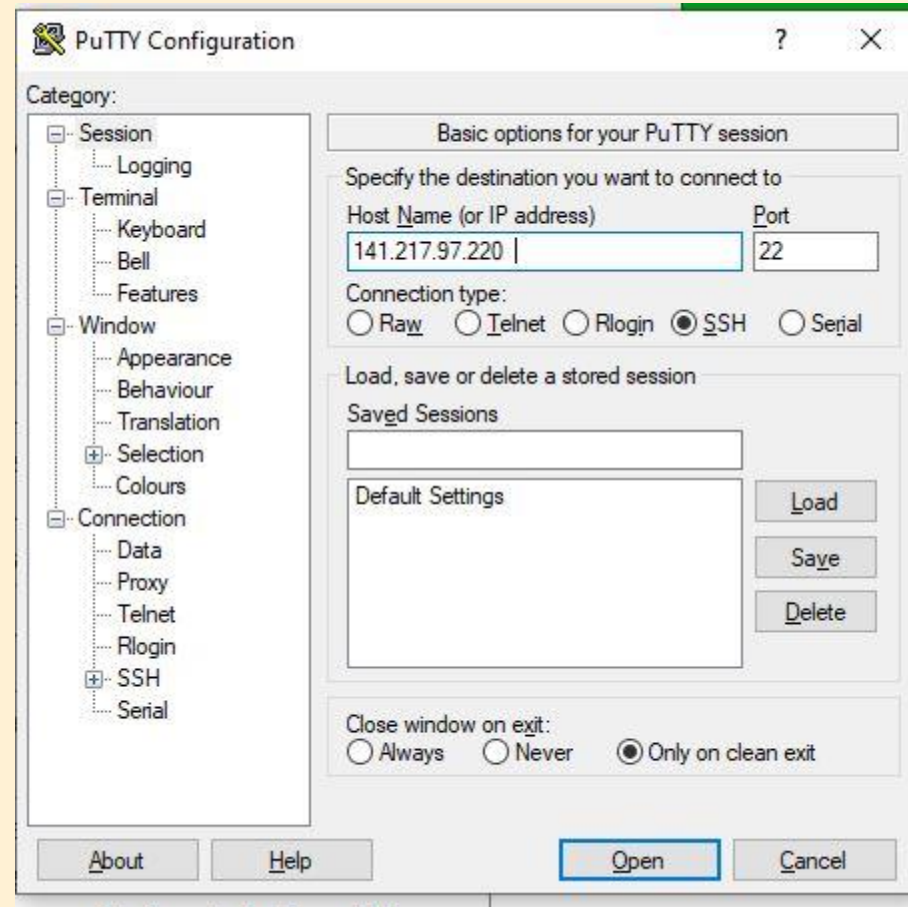 PuTTY Configuration
?
Category:
Session
Logging
Terminal
Keyboard
Bell
Features
Window
Appearance
Behaviour
Translation
Selection
Colours
Connection
Data
Proxy
Telnet
Rlogin
SSH
Serial
Basic options for your PuTTY session
Specify the destination you want to connect to
Host Name (or IP address) Port
141.217.97.220 22
Connection type:
Raw Telnet Rlogin SSH Serial
Load, save or delete a stored session
Saved Sessions
Default Settings
Load
Save
Delete
Close window on exit:
Always Never Only on clean exit
About Help Open Cancel